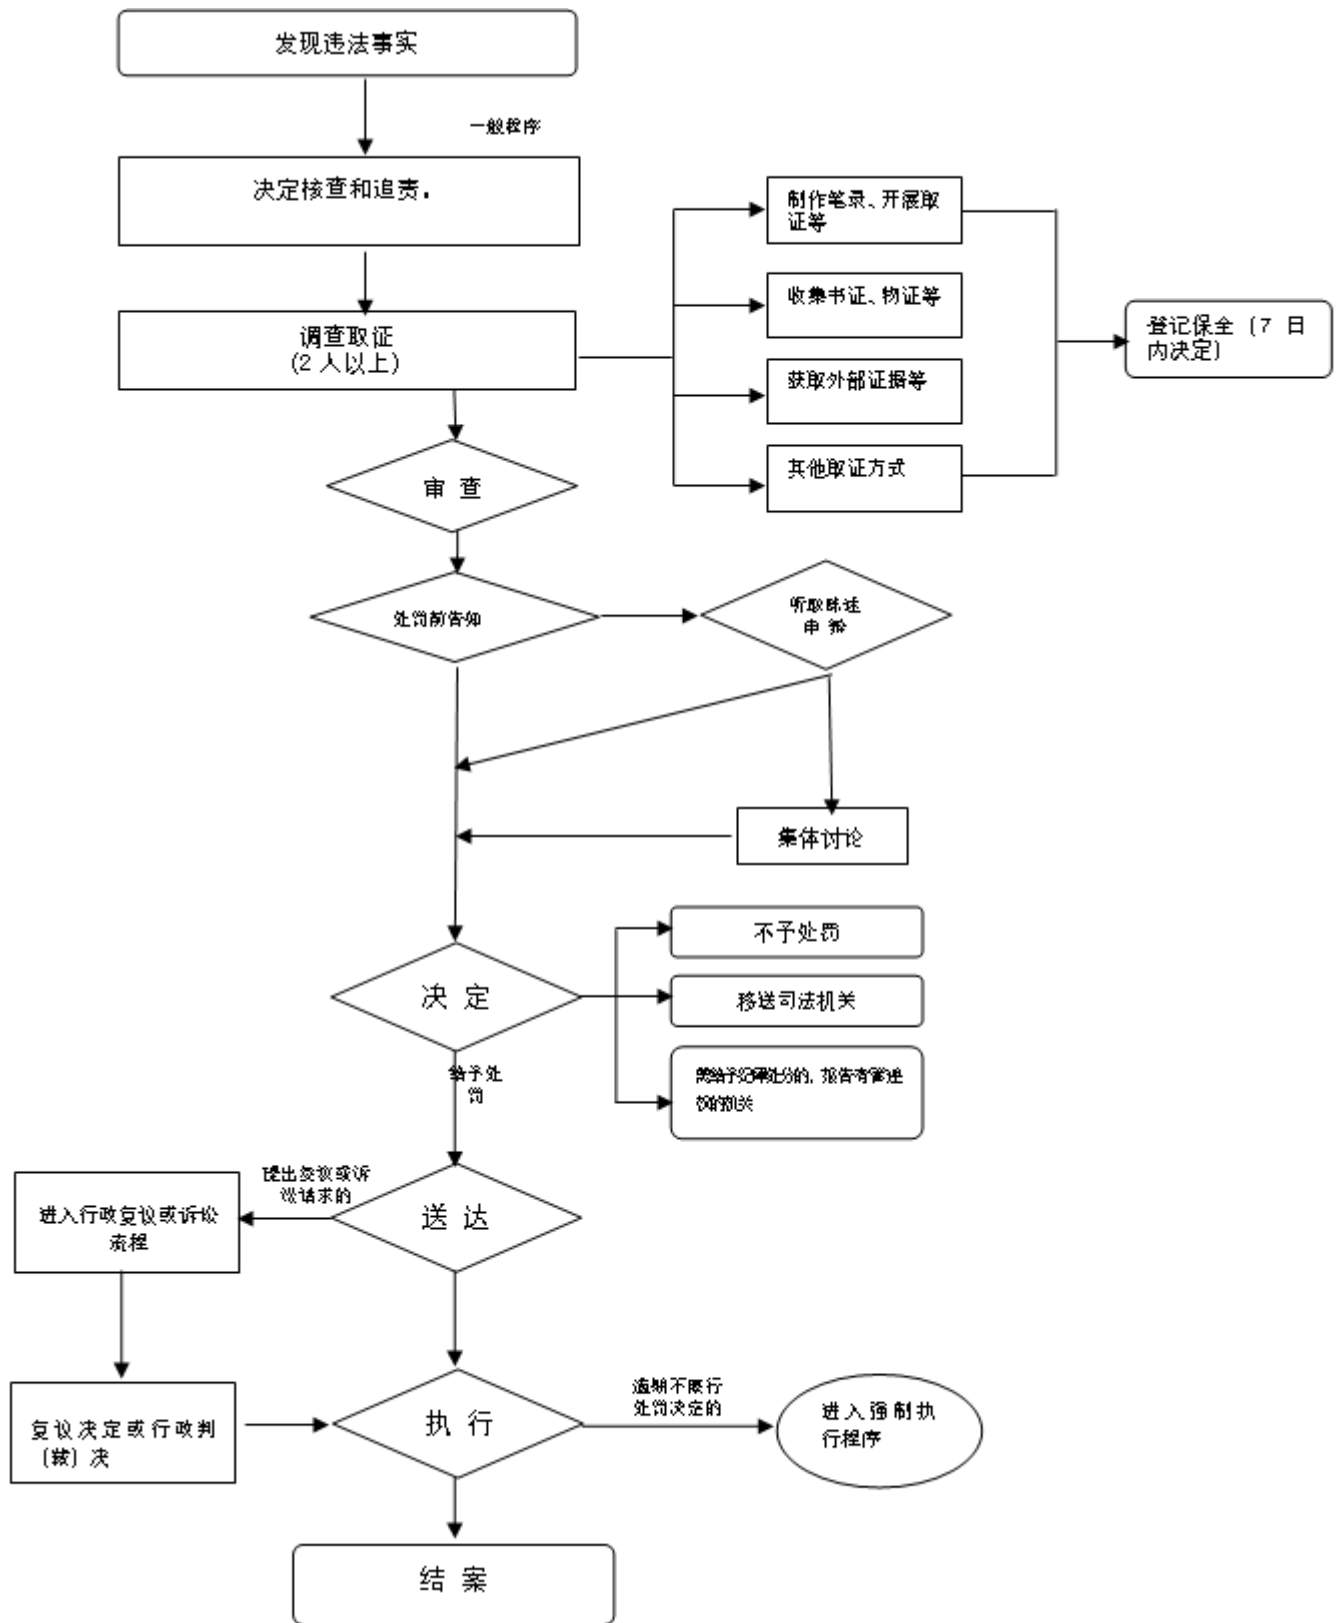 发现违法事实
一般程序
决定核查和追责.
制作笔录、开展取
证等
收集书证、物证等
登记保全（7 日
内决定）
调查取证
(2 人以上)
获取外部证据等
其他取证方式
审 查
处罚前告知
听取陈述
申辩
集体讨论
不予处罚
决 定
移送司法机关
给予处
罚
提出复议或诉
讼请求的
进入行政复议或诉讼
流程
送 达
逾期不履行
处罚决定的
复议决定或行政判
（裁）决
执 行
进入强制执
行程序
结 案